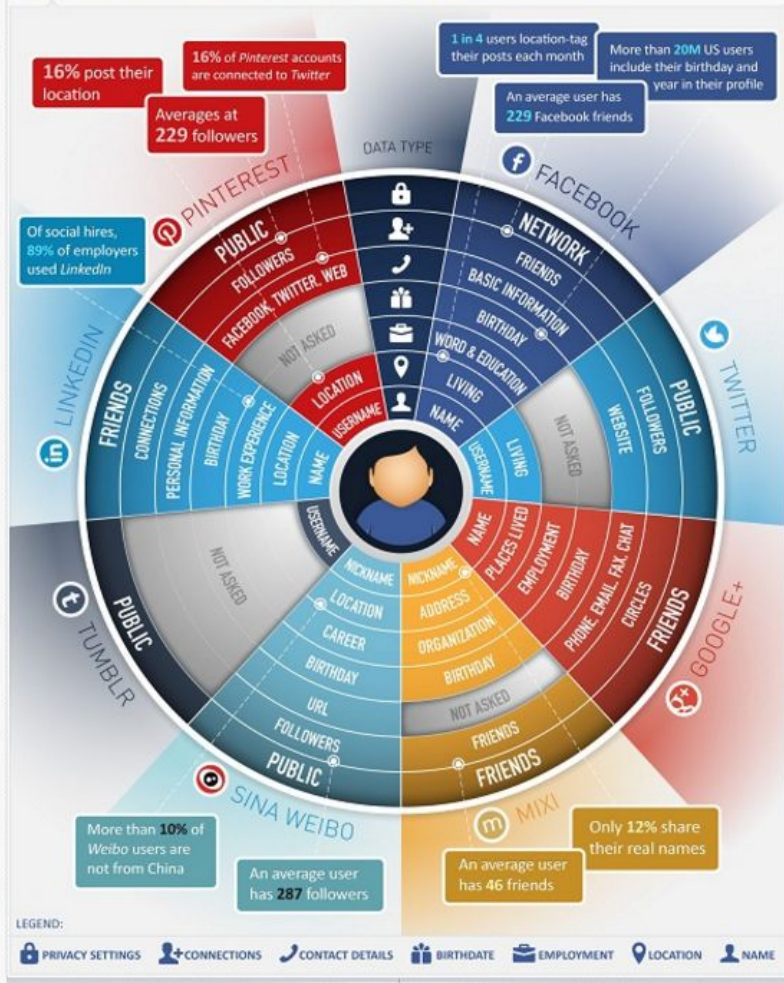 16% post their
location
16% of Pinterest accounts
are connected to Twitter
Averages at
229 followers
1 in 4 users location-tag
their posts each month
More than 20M US users
include their birthday and
year in their profile
An average user has
229 Facebook friends
DATA TYPE
PINTEREST
PUBLIC
FOLLOWERS
FACEBOOK, TWITTER, WEB
NOT ASKED
LOCATION
USERNAME
FACEBOOK
NETWORK
FRIENDS
BASIC INFORMATION
BIRTHDAY
WORD & EDUCATION
LIVING
NAME
Of social hires,
89% of employers
used LinkedIn
LINKEDIN
FRIENDS
CONNECTIONS
PERSONAL INFORMATION
BIRTHDAY
WORK EXPERIENCE
LOCATION
NAME
TWITTER
PUBLIC
FOLLOWERS
WEBSITE
NOT ASKED
LIVING
USERNAME
TUMBLR
PUBLIC
NOT ASKED
USERNAME
GOOGLE+
FRIENDS
CIRCLES
PHONE, EMAIL, FAX, CHAT
BIRTHDAY
EMPLOYMENT
PLACES LIVED
NAME
NICKNAME
LOCATION
CAREER
BIRTHDAY
URL
FOLLOWERS
PUBLIC
SINA WEIBO
NICKNAME
ADDRESS
ORGANIZATION
BIRTHDAY
NOT ASKED
FRIENDS
FRIENDS
MIXI
More than 10% of
Weibo users are
not from China
An average user
has 287 followers
An average user
has 46 friends
Only 12% share
their real names
LEGEND:
PRIVACY SETTINGS CONNECTIONS CONTACT DETAILS BIRTHDATE EMPLOYMENT LOCATION NAME